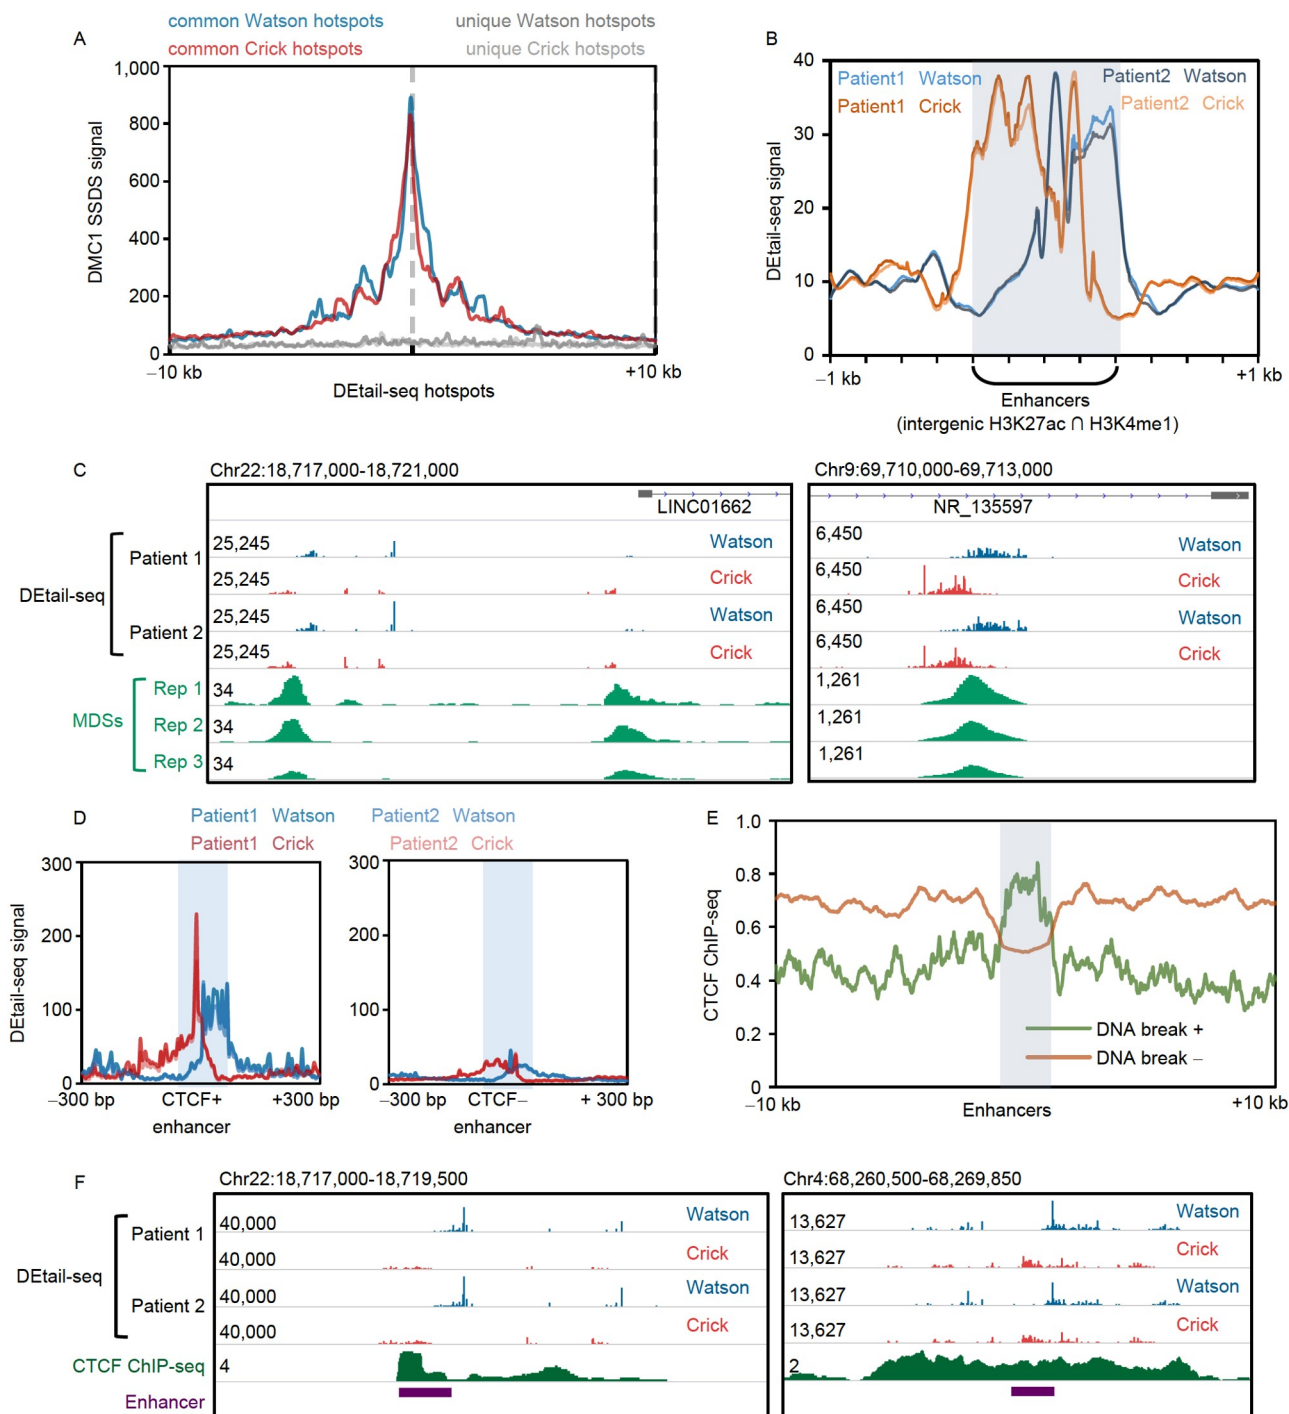 A
common Watson hotspots
unique Watson hotspots
common Crick hotspots
unique Crick hotspots
DMC1 SSDS signal
1,000
800
600
400
200
0
–10 kb
+10 kb
DEtail-seq hotspots
B
Patient1 Watson
Patient2 Watson
Patient1 Crick
Patient2 Crick
DEtail-seq signal
40
30
20
10
0
–1 kb
+1 kb
Enhancers
(intergenic H3K27ac ∩ H3K4me1)
C
Chr22:18,717,000-18,721,000
Chr9:69,710,000-69,713,000
LINC01662
NR_135597
DEtail-seq
Patient 1
25,245
Watson
6,450
Watson
25,245
Crick
6,450
Crick
Patient 2
25,245
Watson
6,450
Watson
25,245
Crick
6,450
Crick
MDSs
Rep 1
34
1,261
Rep 2
34
1,261
Rep 3
34
1,261
D
Patient1 Watson
Patient2 Watson
Patient1 Crick
Patient2 Crick
DEtail-seq signal
300
200
100
0
–300 bp
CTCF+
+300 bp
enhancer
300
200
100
0
–300 bp
CTCF–
+ 300 bp
enhancer
E
CTCF ChIP-seq
1.0
0.8
0.6
0.4
0.2
0
DNA break +
DNA break –
–10 kb
Enhancers
+10 kb
F
Chr22:18,717,000-18,719,500
Chr4:68,260,500-68,269,850
DEtail-seq
Patient 1
40,000
Watson
13,627
Watson
40,000
Crick
13,627
Crick
Patient 2
40,000
Watson
13,627
Watson
40,000
Crick
13,627
Crick
CTCF ChIP-seq
4
2
Enhancer